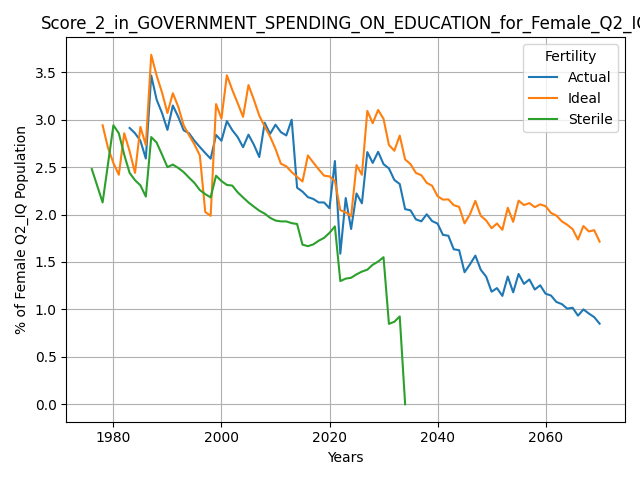 Score_2_in_GOVERNMENT_SPENDING_ON_EDUCATION_for_Female_Q2_IQ
Fertility
Actual
Ideal
Sterile
% of Female Q2_IQ Population
3.5
3.0
2.5
2.0
1.5
1.0
0.5
0.0
1980 2000 2020 2040 2060
Years